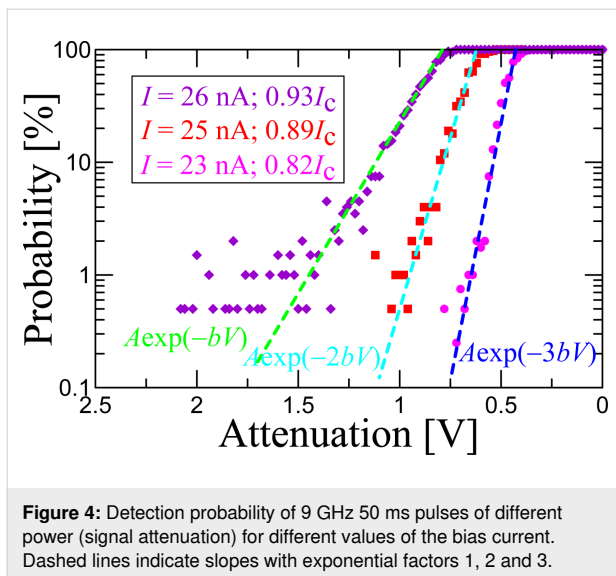 100
10
1
0.1
Probability [%]
I = 26 nA; 0.93Ic
I = 25 nA; 0.89Ic
I = 23 nA; 0.82Ic
Aexp(−bV)
Aexp(−2bV)
Aexp(−3bV)
2.5 2 1.5 1 0.5 0
Attenuation [V]
Figure 4: Detection probability of 9 GHz 50 ms pulses of different
power (signal attenuation) for different values of the bias current.
Dashed lines indicate slopes with exponential factors 1, 2 and 3.